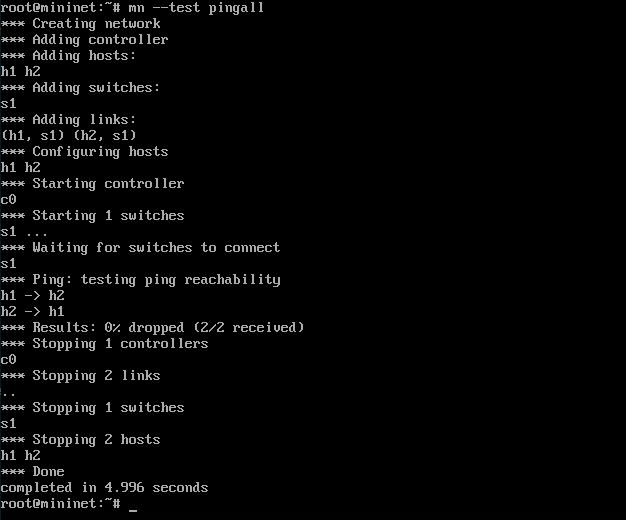 root@mininet:~# mn --test pingall
*** Creating network
*** Adding controller
*** Adding hosts:
h1 h2
*** Adding switches:
s1
*** Adding links:
(h1, s1) (h2, s1)
*** Configuring hosts
h1 h2
*** Starting controller
c0
*** Starting 1 switches
s1 ...
*** Waiting for switches to connect
s1
*** Ping: testing ping reachability
h1 -> h2
h2 -> h1
*** Results: 0% dropped (2/2 received)
*** Stopping 1 controllers
c0
*** Stopping 2 links
..
*** Stopping 1 switches
s1
*** Stopping 2 hosts
h1 h2
*** Done
completed in 4.996 seconds
root@mininet:~# _